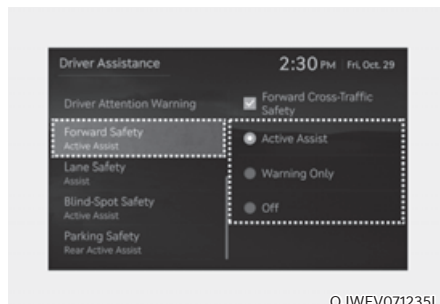 Driver Assistance
2:30 PM Fri, Oct. 29
Driver Attention Warning
Forward Safety
Active Assist
Lane Safety
Assist
Blind-Spot Safety
Active Assist
Parking Safety
Rear Active Assist
Forward Cross-Traffic
Safety
Active Assist
Warning Only
Off